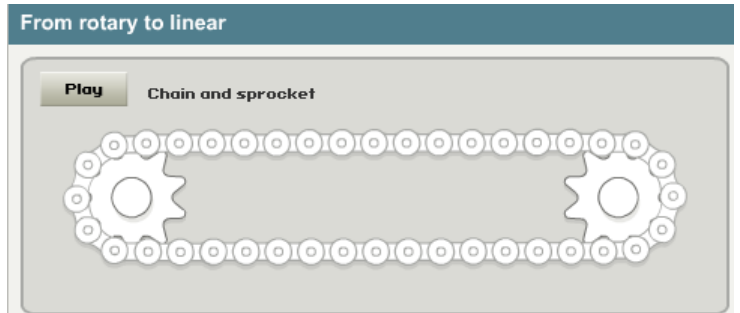 From rotary to linear
Play
Chain and sprocket